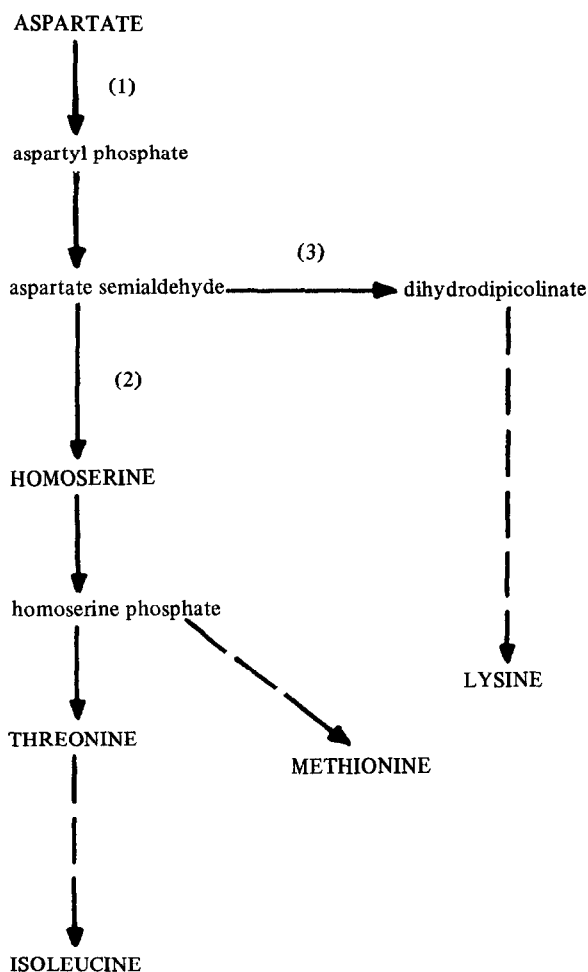 ASPARTATE
(1)
aspartyl phosphate
(3)
aspartate semialdehyde
dihydrodipicolinate
(2)
HOMOSERINE
homoserine phosphate
LYSINE
THREONINE
METHIONINE
ISOLEUCINE